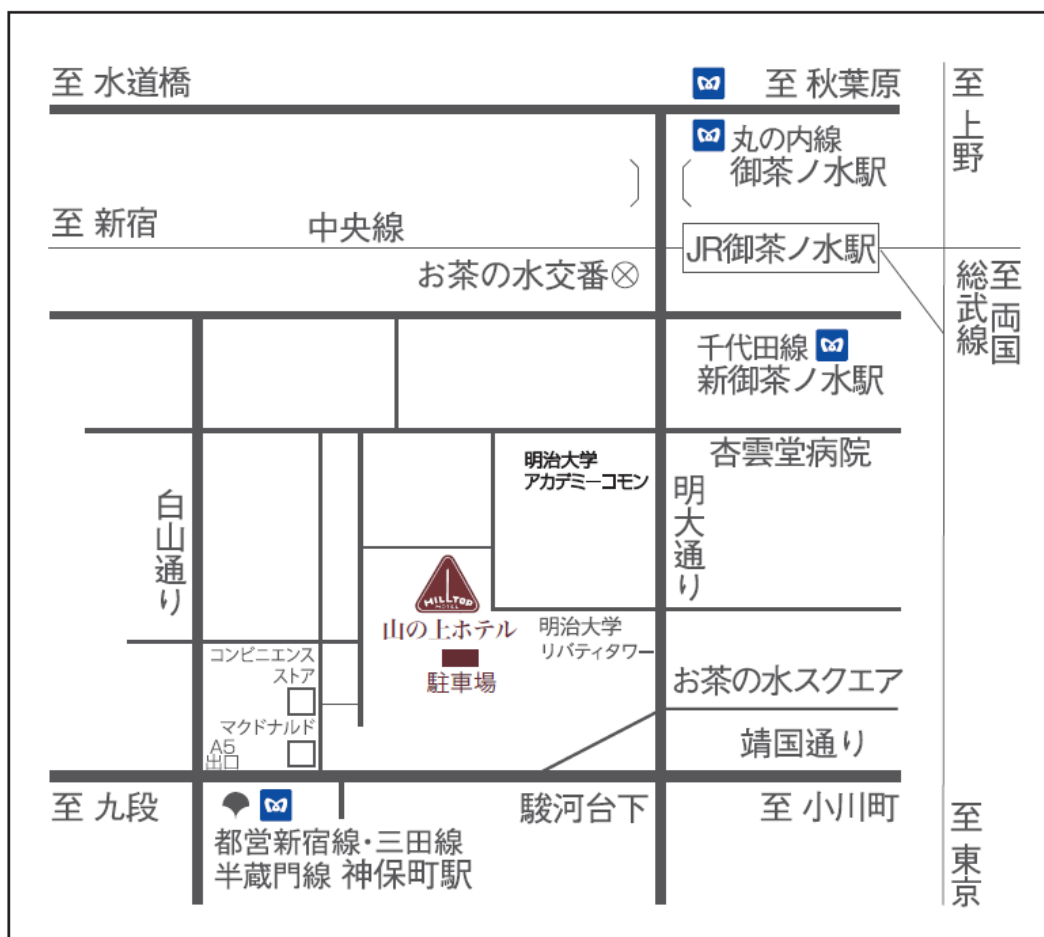 至 水道橋
至 秋葉原
至 上野
丸の内線
御茶ノ水駅
至 新宿
中央線
JR御茶ノ水駅
お茶の水交番
総武線
至 両国
千代田線
新御茶ノ水駅
明治大学
アカデミーコモン
杏雲堂病院
白山通り
明大通り
HILLTOP
HOTEL
山の上ホテル
駐車場
明治大学
リバティタワー
コンビニエンス
ストア
マクドナルド
A5
出口
お茶の水スクエア
靖国通り
至 九段
駿河台下
至 小川町
至 東京
都営新宿線・三田線
半蔵門線 神保町駅